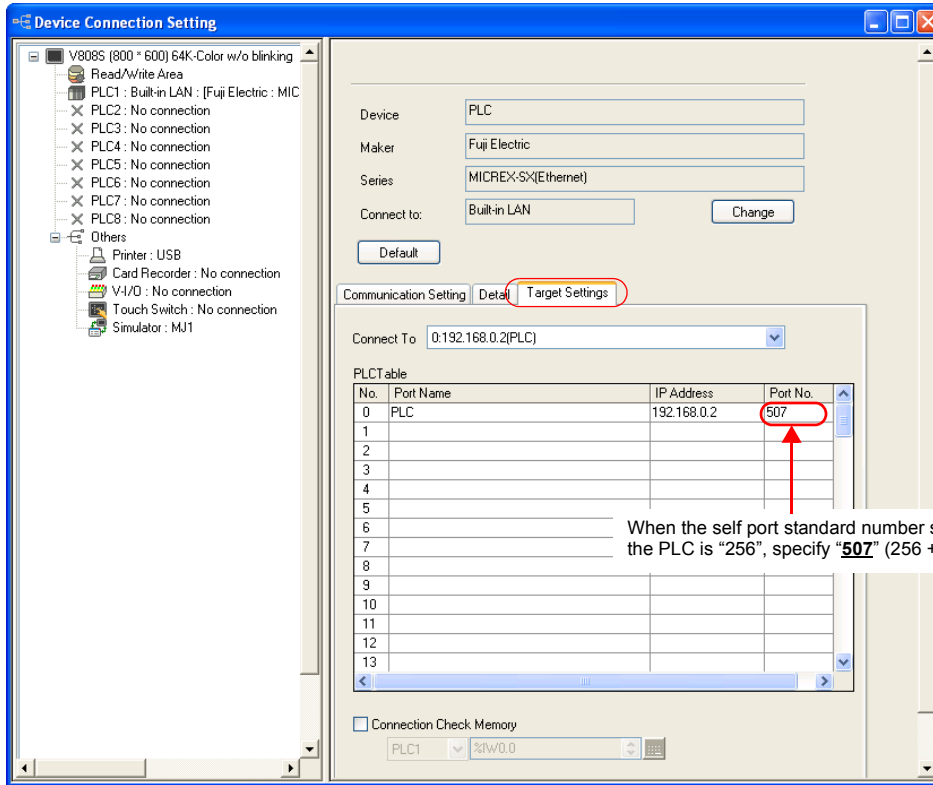 Device Connection Setting
V808S (800 * 600) 64K-Color w/o blinking
Read/Write Area
PLC1 : Built-in LAN : [Fuji Electric : MIC
PLC2 : No connection
PLC3 : No connection
PLC4 : No connection
PLC5 : No connection
PLC6 : No connection
PLC7 : No connection
PLC8 : No connection
Others
Printer : USB
Card Recorder : No connection
V-I/O : No connection
Touch Switch : No connection
Simulator : MJ1
Device PLC
Maker Fuji Electric
Series MICREX-SX(Ethernet)
Connect to: Built-in LAN Change
Default
Communication Setting Detail Target Settings
Connect To 0:192.168.0.2(PLC)
PLCTable
No. Port Name IP Address Port No.
0 PLC 192.168.0.2 507
1
2
3
4
5
6
7
8
9
10
11
12
13
When the self port standard number s
the PLC is “256”, specify “507” (256 +
Connection Check Memory
PLC1 %IW0.0